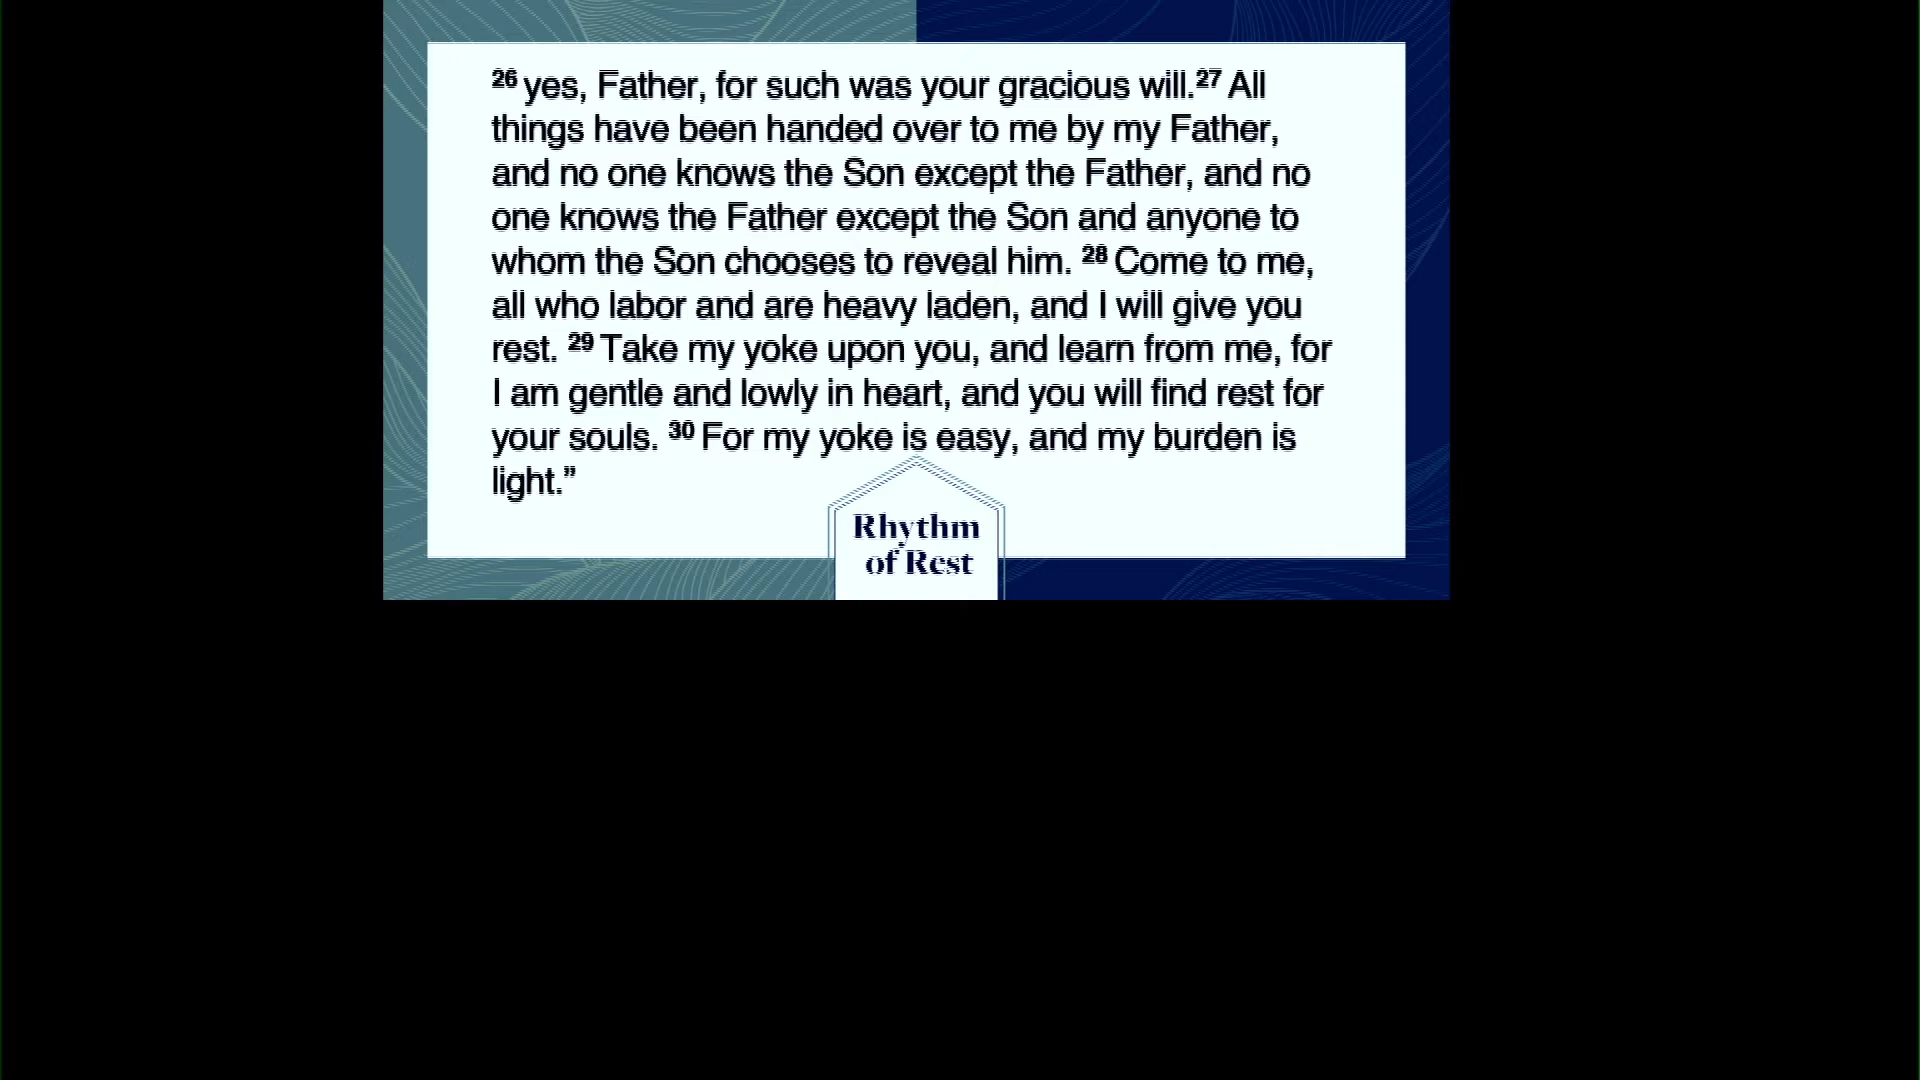 26 yes, Father, for such was your gracious will.27 All
things have been handed over to me by my Father,
and no one knows the Son except the Father, and no
one knows the Father except the Son and anyone to
whom the Son chooses to reveal him. 28 Come to me,
all who labor and are heavy laden, and I will give you
rest. 29 Take my yoke upon you, and learn from me, for
I am gentle and lowly in heart, and you will find rest for
your souls. 30 For my yoke is easy, and my burden is
light.”
Rhythm
of Rest